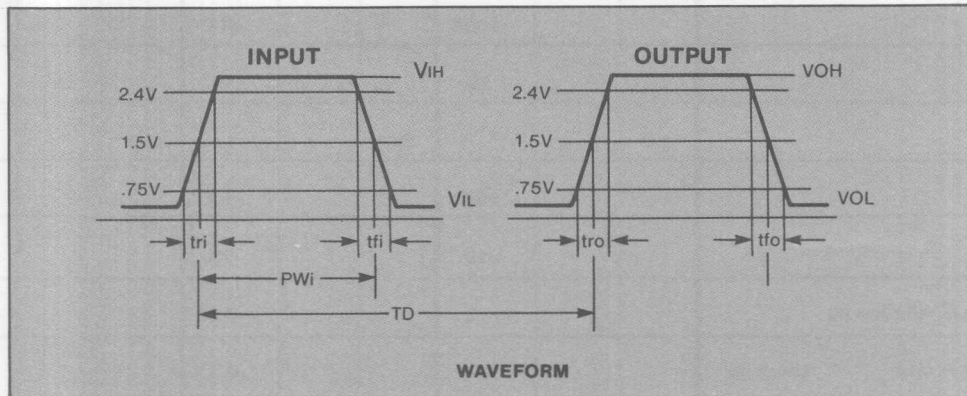 INPUT
OUTPUT
VIH
VOH
2.4V
2.4V
1.5V
1.5V
.75V
.75V
VIL
VOL
tri
tfi
tro
tfo
PWi
TD
WAVEFORM